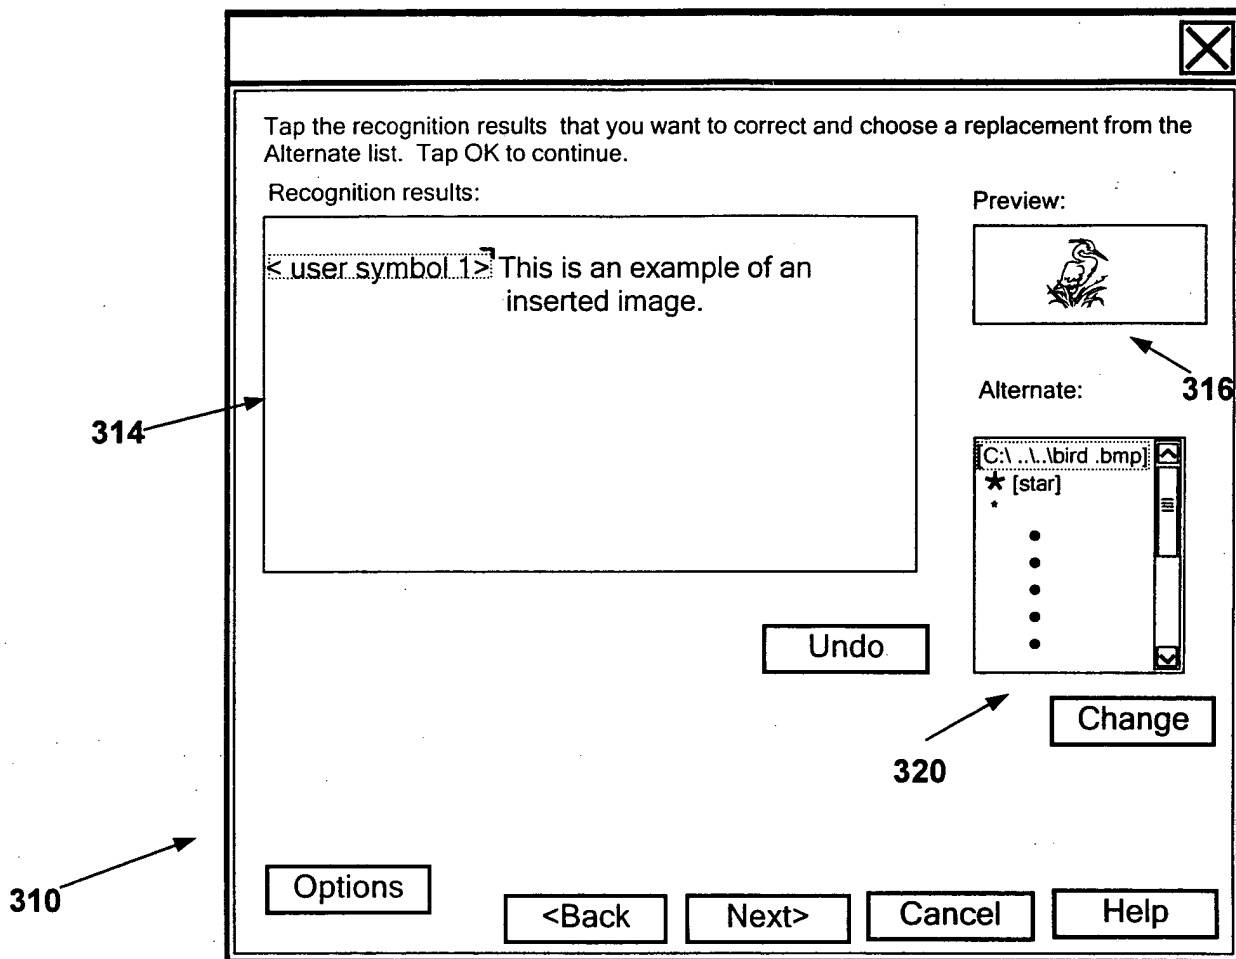 Tap the recognition results that you want to correct and choose a replacement from the
Alternate list. Tap OK to continue.
Recognition results:
Preview:
< user symbol 1> This is an example of an
inserted image.
316
Alternate:
314
[C:\ ..\..\bird .bmp]
★ [star]
*
Undo
Change
320
310
Options
<Back
Next>
Cancel
Help